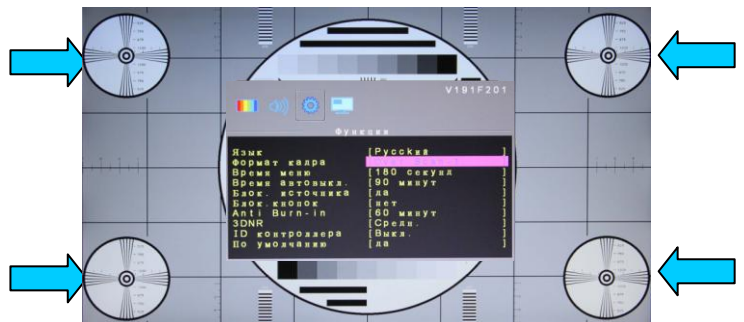 V191F201
Функции
Язык [Русский ]
Формат кадра
Время меню [180 секунд ]
Время автовыкл. [90 минут ]
Блок. источника [да ]
Блок.кнопок [нет ]
Anti Burn-in [60 минут ]
3DNR [Средн. ]
ID контроллера [Выкл. ]
По умолчанию [да ]